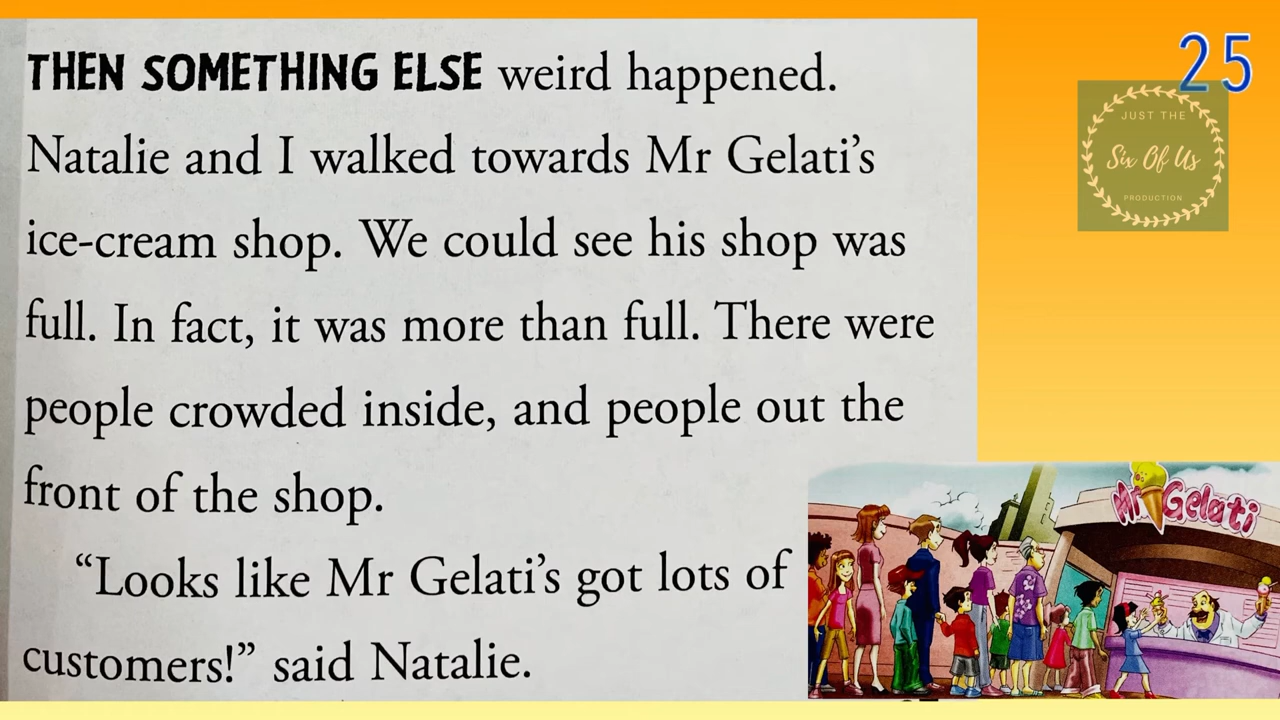 THEN SOMETHING ELSE weird happened.
Natalie and I walked towards Mr Gelati's
ice-cream shop. We could see his shop was
full. In fact, it was more than full. There were
people crowded inside, and people out the
front of the shop.
“Looks like Mr Gelati's got lots of
customers!” said Natalie.
25
JUST THE
Six Of Us
PRODUCTION
Mr Gelati